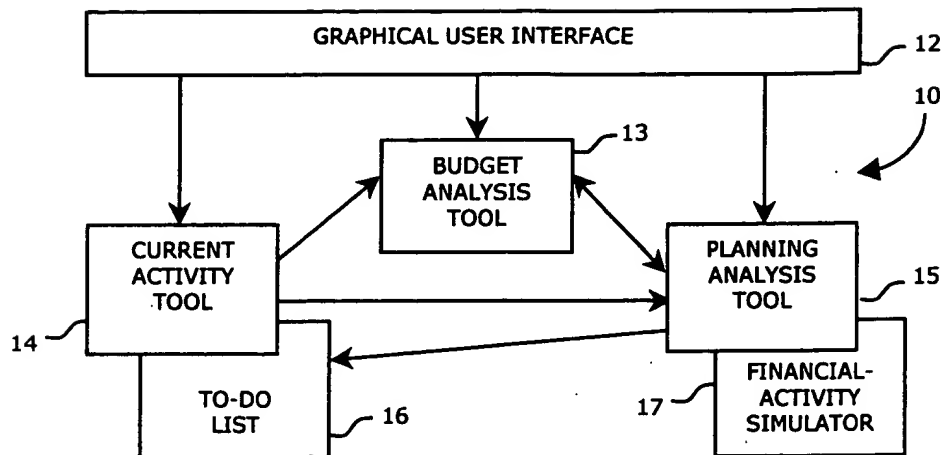 GRAPHICAL USER INTERFACE
12
10
13
BUDGET
ANALYSIS
TOOL
CURRENT
ACTIVITY
TOOL
14
PLANNING
ANALYSIS
TOOL
15
TO-DO
LIST
16
17
FINANCIAL-
ACTIVITY
SIMULATOR